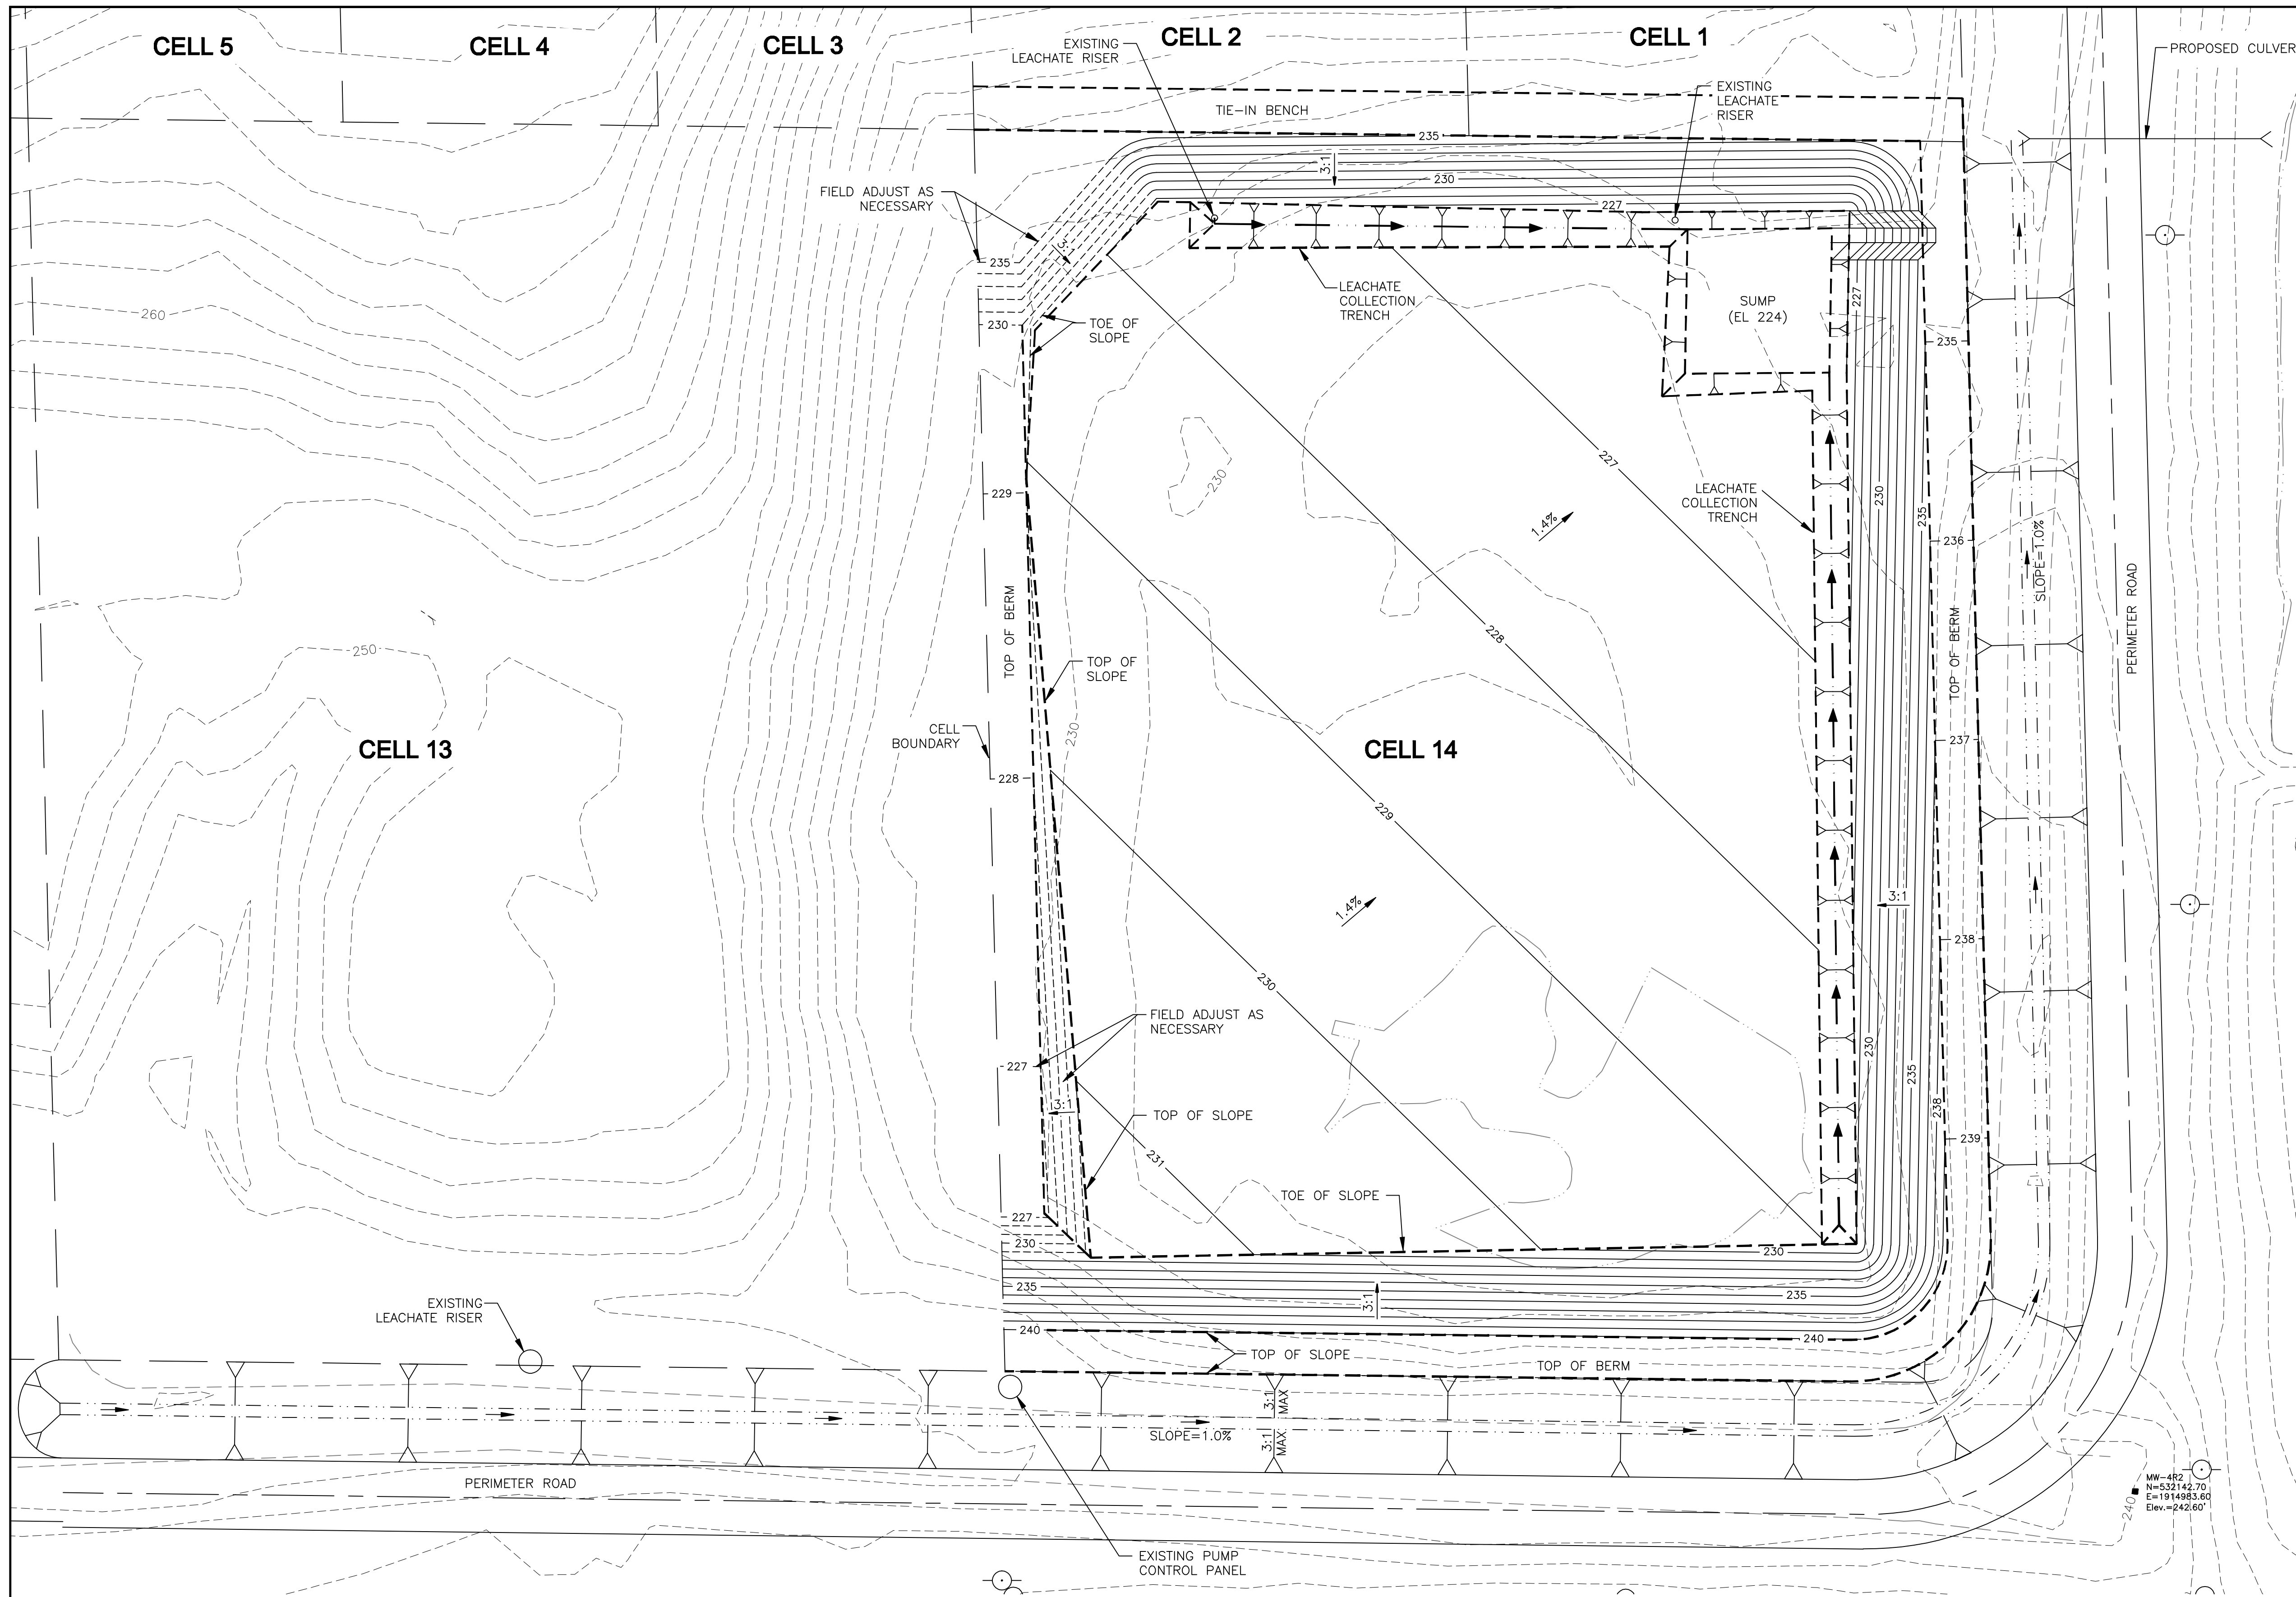 CELL 5
CELL 4
CELL 3
CELL 2
CELL 1
EXISTING
LEACHATE RISER
EXISTING
LEACHATE
RISER
PROPOSED CULVER
TIE-IN BENCH
235
3:1
230
227
FIELD ADJUST AS
NECESSARY
3:1
235
230
TOE OF
SLOPE
LEACHATE
COLLECTION
TRENCH
SUMP
(EL 224)
227
235
260
229
230
227
LEACHATE
COLLECTION
TRENCH
230
235
236
1.4%
SLOPE=1.0%
PERIMETER ROAD
TOP OF BERM
TOP OF BERM
228
250
TOP OF
SLOPE
CELL
BOUNDARY
230
CELL 13
CELL 14
237
228
229
1.4%
3:1
238
230
FIELD ADJUST AS
NECESSARY
227
230
235
238
3:1
TOP OF SLOPE
231
239
TOE OF SLOPE
227
230
230
235
235
3:1
EXISTING
LEACHATE RISER
240
240
TOP OF SLOPE
TOP OF BERM
3:1
MAX
3:1
MAX
SLOPE=1.0%
PERIMETER ROAD
MW-4R2
N=532142.70
E=1914983.60
Elev.=242.60'
240
EXISTING PUMP
CONTROL PANEL